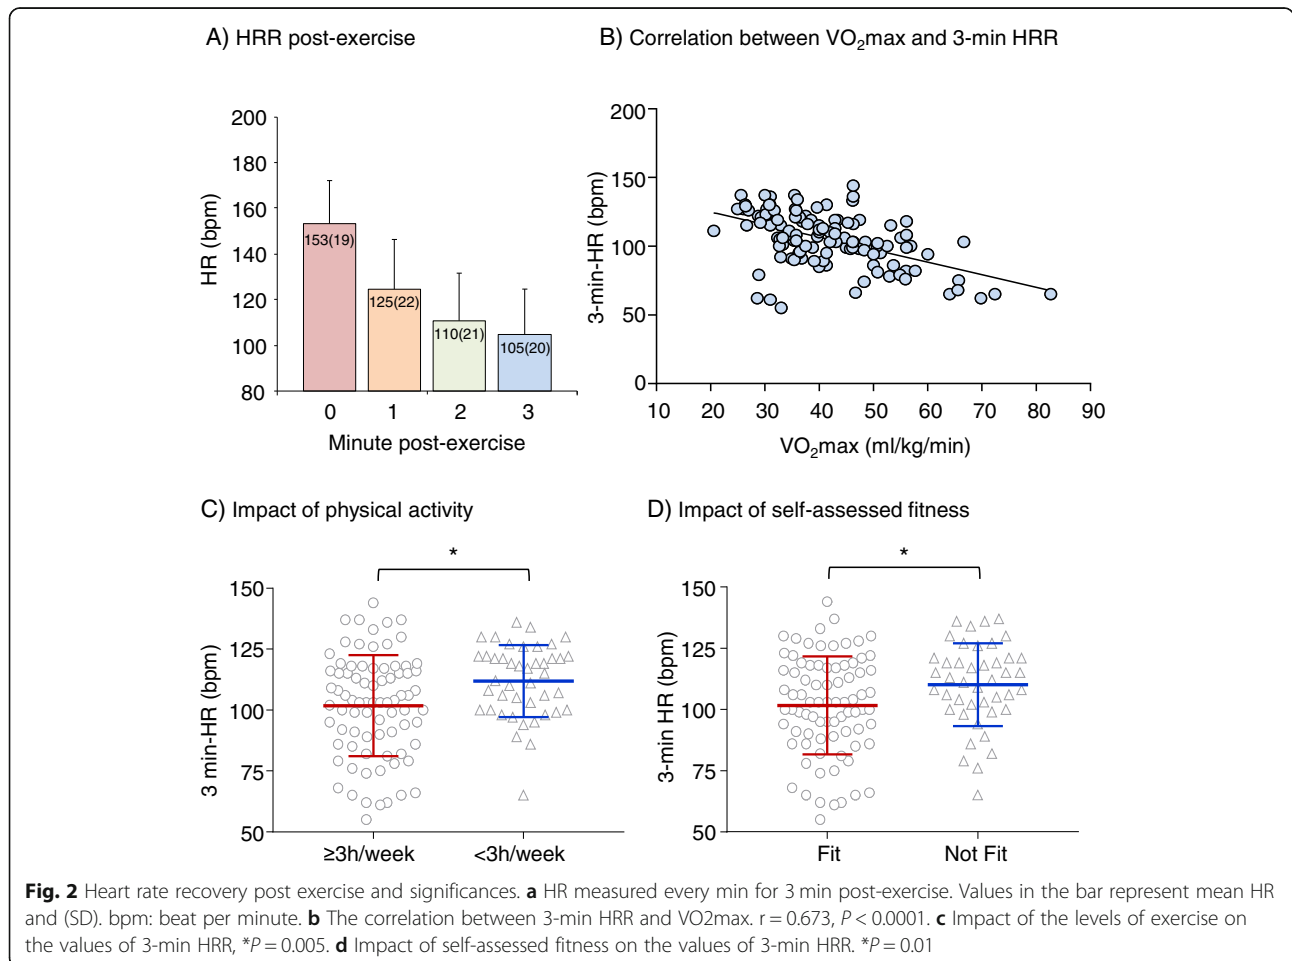 A) HRR post-exercise
B) Correlation between VO₂max and 3-min HRR
HR (bpm)
200
180
160
140
120
100
80
153(19)
125(22)
110(21)
105(20)
0 1 2 3
Minute post-exercise
3-min-HR (bpm)
200
150
100
50
0
10 20 30 40 50 60 70 80 90
VO₂max (ml/kg/min)
C) Impact of physical activity
D) Impact of self-assessed fitness
*
3 min-HR (bpm)
150
125
100
75
50
≥3h/week <3h/week
*
3-min HR (bpm)
150
125
100
75
50
Fit Not Fit
Fig. 2 Heart rate recovery post exercise and significances. a HR measured every min for 3 min post-exercise. Values in the bar represent mean HR
and (SD). bpm: beat per minute. b The correlation between 3-min HRR and VO2max. r = 0.673, P < 0.0001. c Impact of the levels of exercise on
the values of 3-min HRR, *P = 0.005. d Impact of self-assessed fitness on the values of 3-min HRR. *P = 0.01